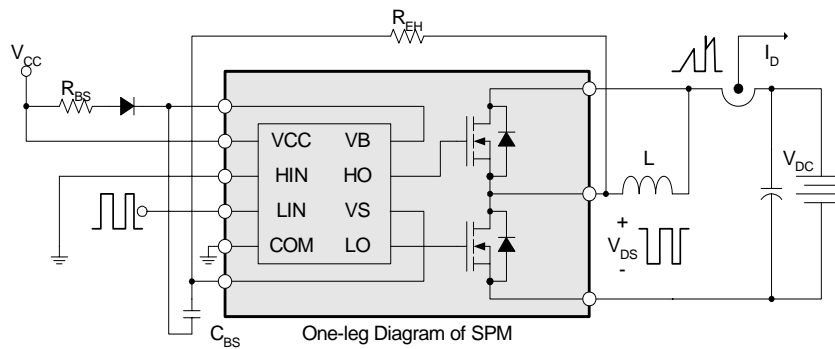 R_EH
V_CC
I_D
R_BS
VCC VB
L
V_DC
HIN HO
LIN VS
+
V_DS
COM LO
-
C_BS
One-leg Diagram of SPM